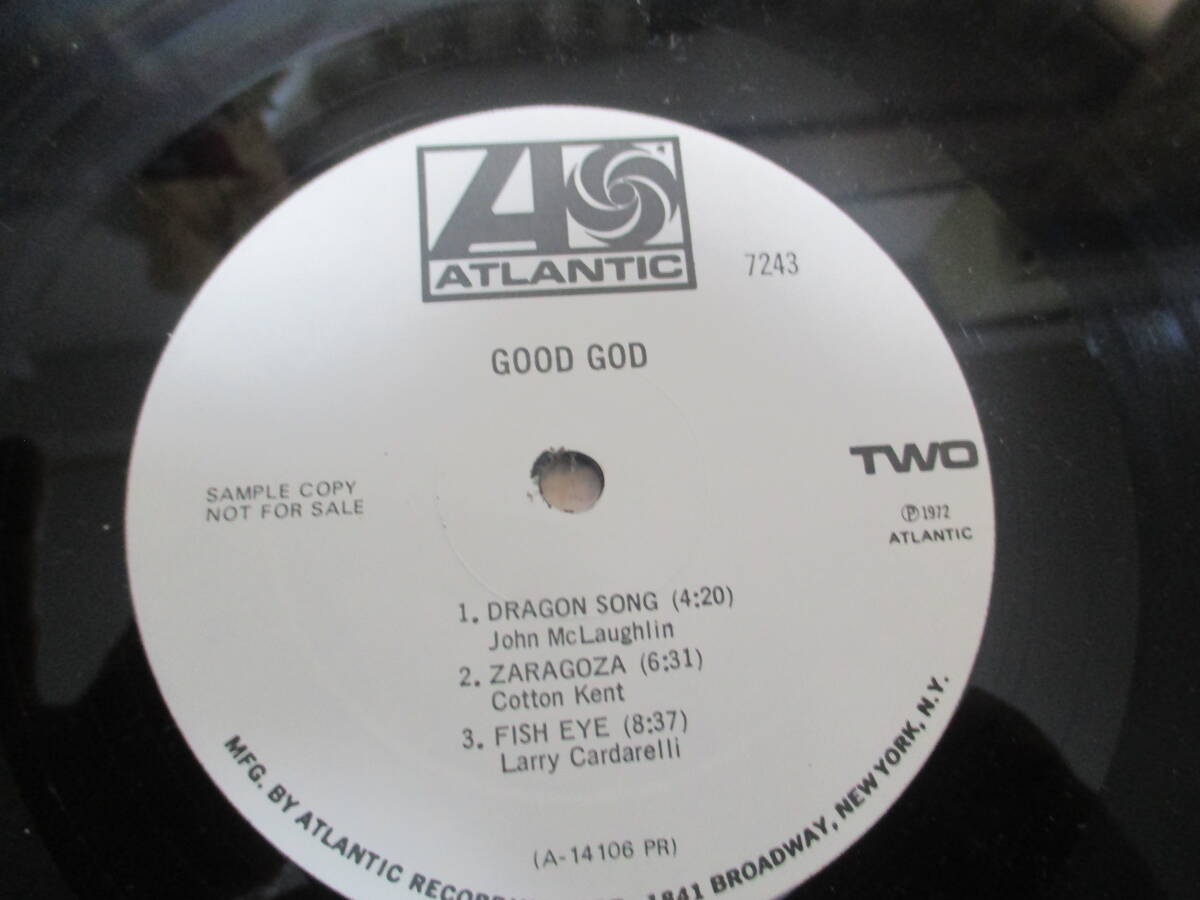 ATLANTIC
7243
GOOD GOD
TWO
SAMPLE COPY
NOT FOR SALE
Ⓟ1972
ATLANTIC
1. DRAGON SONG (4:20)
John McLaughlin
2. ZARAGOZA (6:31)
Cotton Kent
3. FISH EYE (8:37)
Larry Cardarelli
(A-14106 PR)
MFG. BY ATLANTIC 1841 BROADWAY, NEW YORK, N.Y.